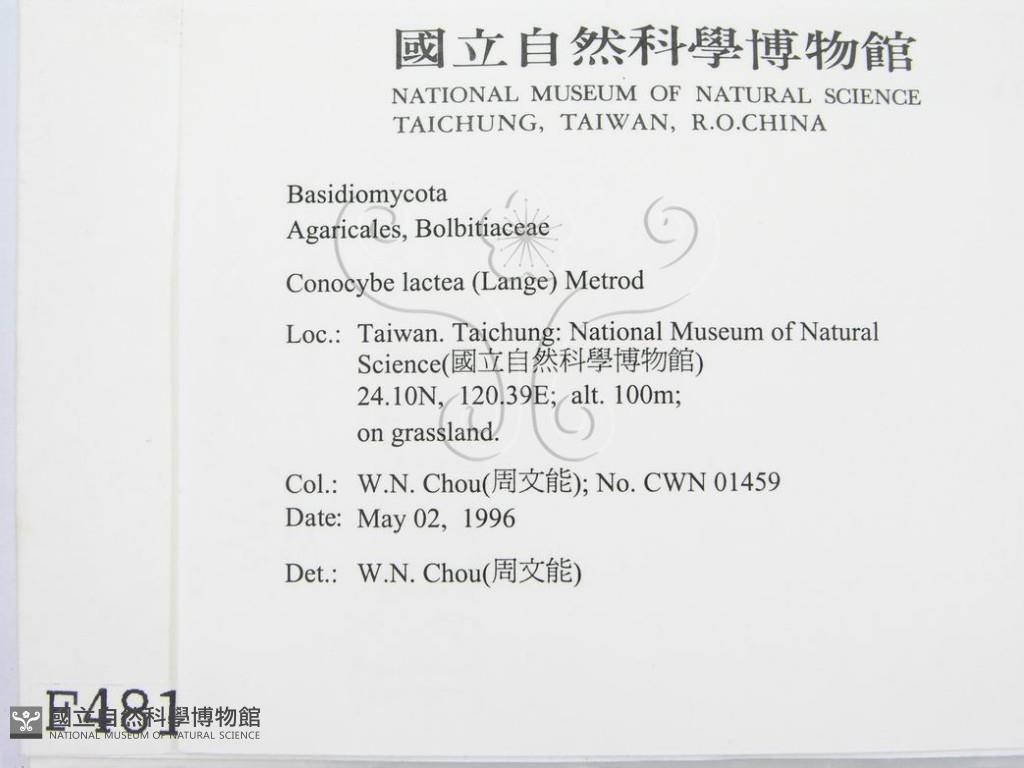 國立自然科學博物館
NATIONAL MUSEUM OF NATURAL SCIENCE
TAICHUNG, TAIWAN, R.O.CHINA
Basidiomycota
Agaricales, Bolbitiaceae
Conocybe lactea (Lange) Metrod
Loc.: Taiwan. Taichung: National Museum of Natural
Science(國立自然科學博物館)
24.10N, 120.39E; alt. 100m;
on grassland.
Col.: W.N. Chou(周文能); No. CWN 01459
Date: May 02, 1996
Det.: W.N. Chou(周文能)
F481
國立自然科學博物館
NATIONAL MUSEUM OF NATURAL SCIENCE